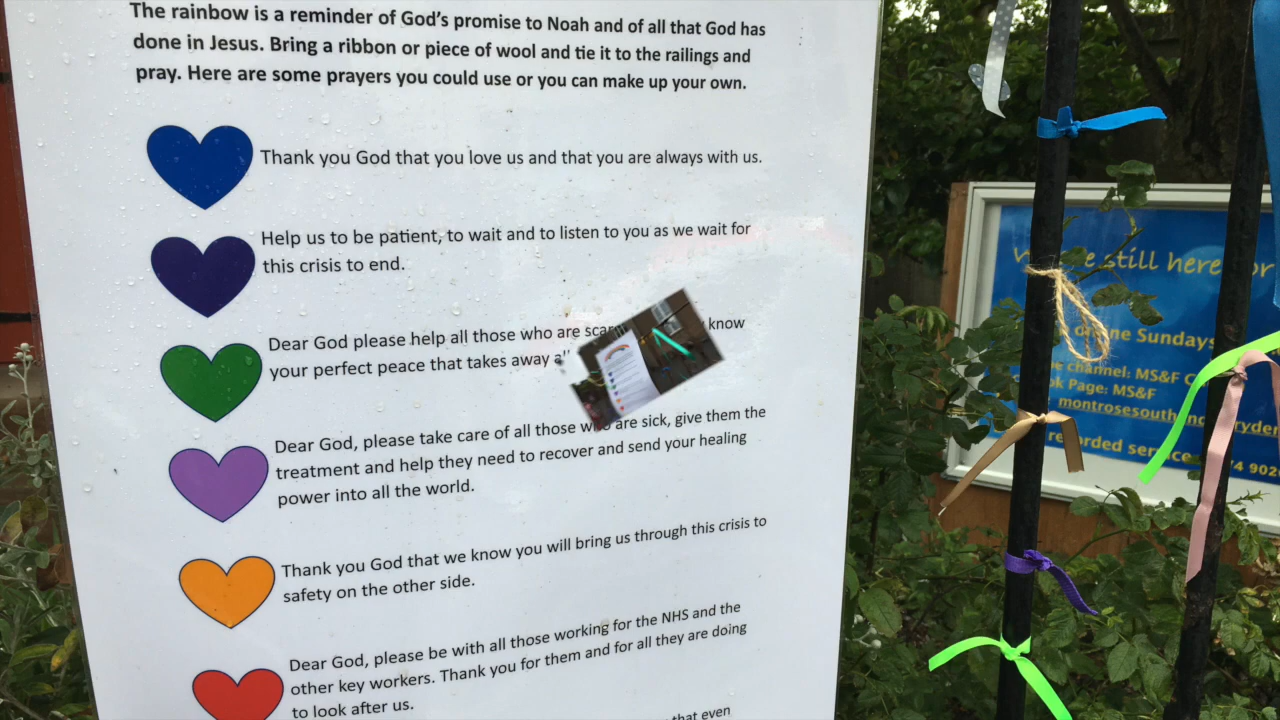 The rainbow is a reminder of God's promise to Noah and of all that God has
done in Jesus. Bring a ribbon or piece of wool and tie it to the railings and
pray. Here are some prayers you could use or you can make up your own.
Thank you God that you love us and that you are always with us.
Help us to be patient, to wait and to listen to you as we wait for
this crisis to end.
Dear God please help all those who are know
your perfect peace that takes away
Dear God, please take care of all those who are sick, give them the
treatment and help they need to recover and send your healing
power into all the world.
Thank you God that we know you will bring us through this crisis to
safety on the other side.
Dear God, please be with all those working for the NHS and the
other key workers. Thank you for them and for all they are doing
to look after us.
that even
still here
Sundays
channel: MS&F
Page: MS&F